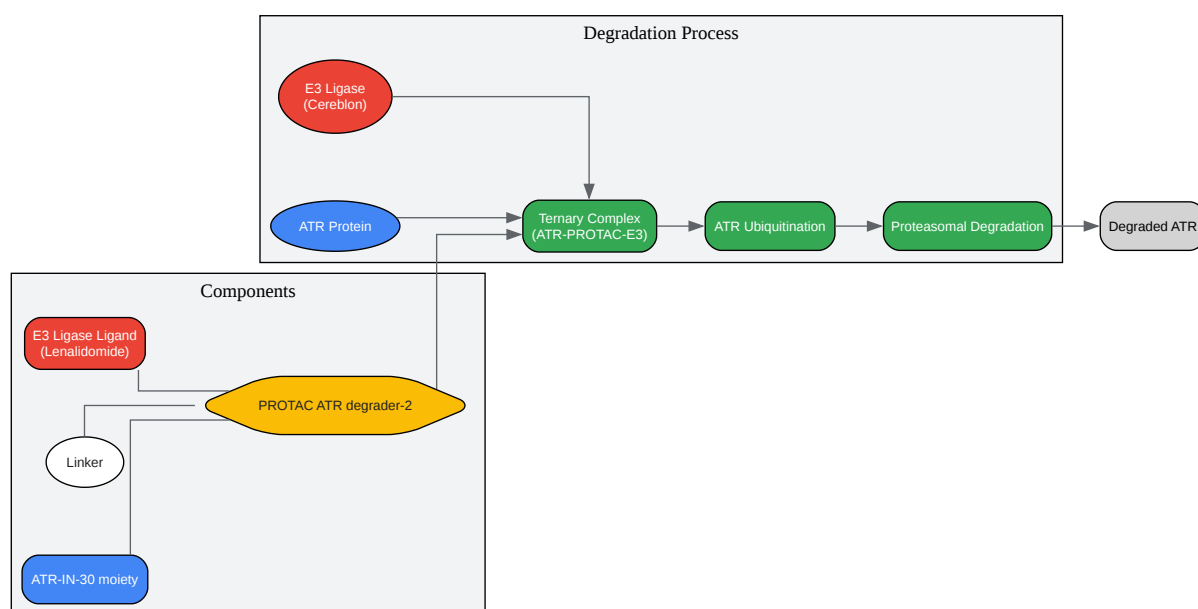 Degradation Process
E3 Ligase
(Cereblon)
ATR Protein
Ternary Complex
(ATR-PROTAC-E3)
ATR Ubiquitination
Proteasomal Degradation
Degraded ATR
Components
E3 Ligase Ligand
(Lenalidomide)
PROTAC ATR degrader-2
Linker
ATR-IN-30 moiety